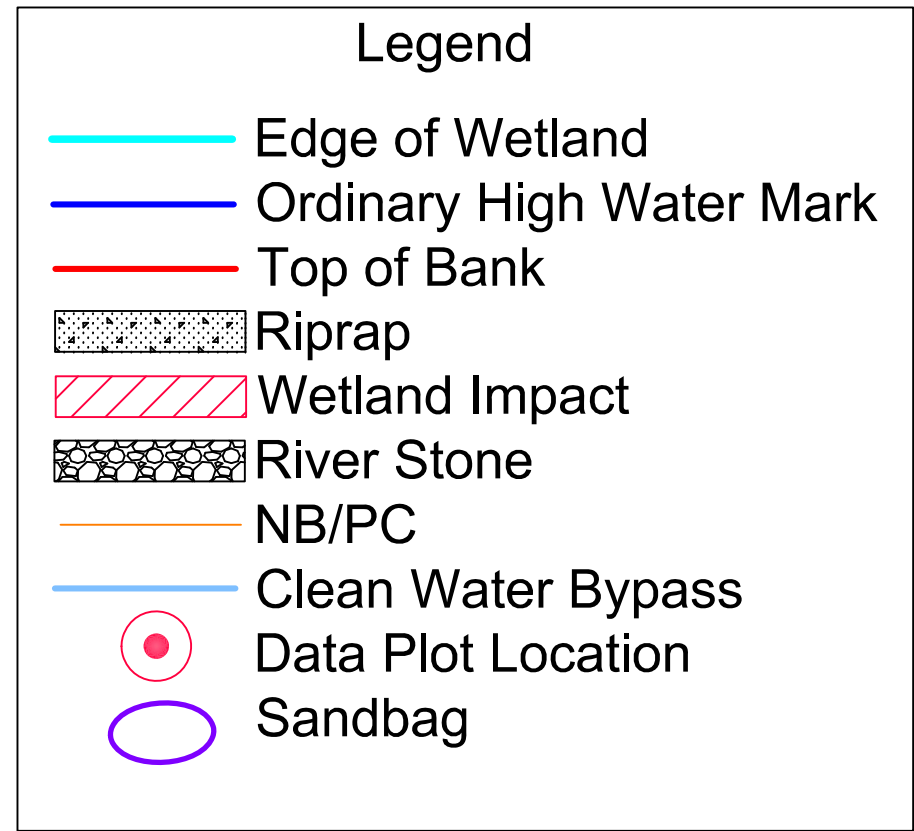 Legend
Edge of Wetland
Ordinary High Water Mark
Top of Bank
Riprap
Wetland Impact
River Stone
NB/PC
Clean Water Bypass
Data Plot Location
Sandbag